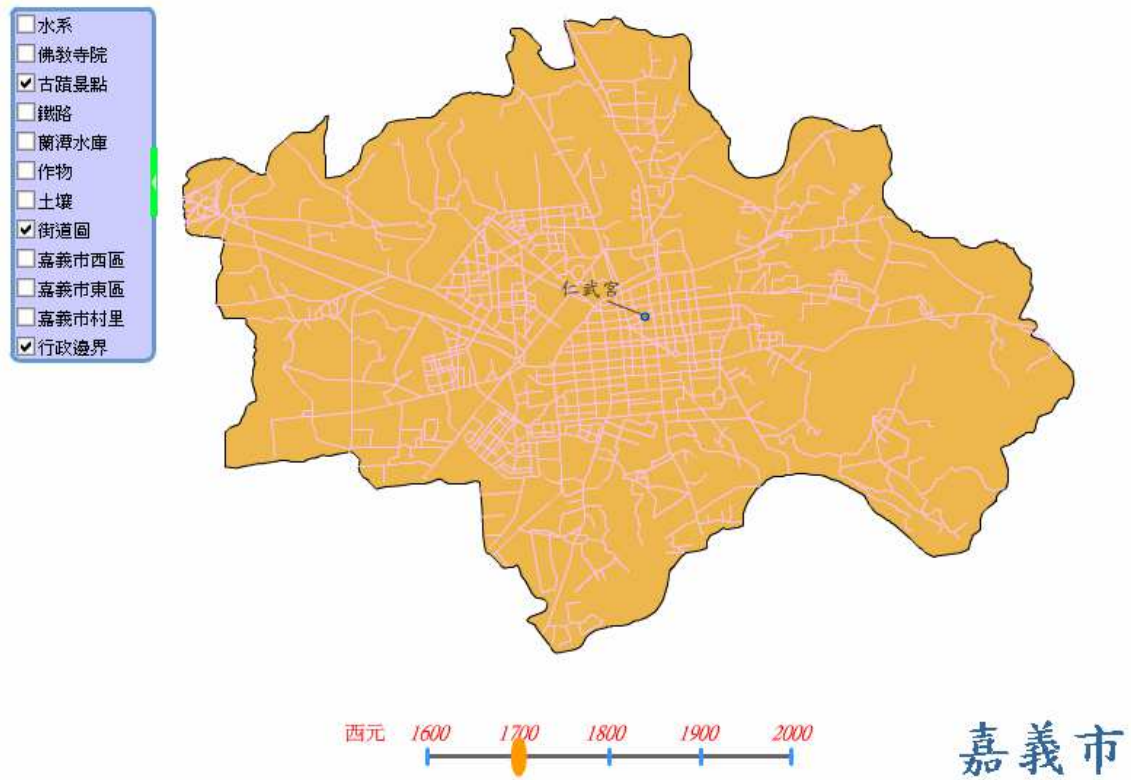 水系
佛教寺院
古蹟景點
鐵路
蘭潭水庫
作物
土壤
街道圖
嘉義市西區
嘉義市東區
嘉義市村里
行政邊界
仁武宮
西元 1600 1700 1800 1900 2000
嘉義市